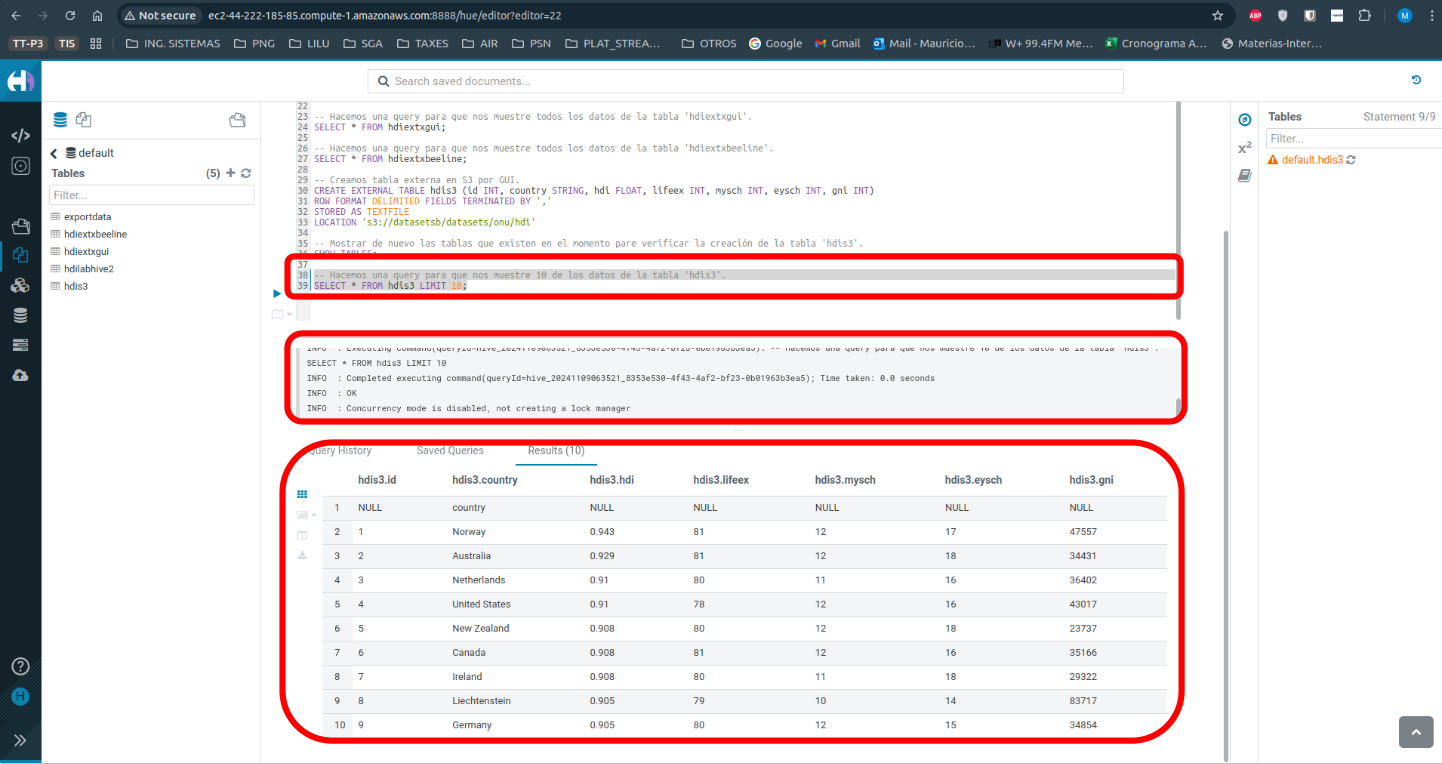 Not secure ec2-44-222-185-85.compute-1.amazonaws.com:8888/hue/editor?editor=22
ABP M
TT-P3 TIS ING. SISTEMAS PNG LILU SGA TAXES AIR PSN PLAT_STREA... OTROS Google Gmail Mail - Mauricio... W+ 99.4FM Me... Cronograma A... Materias-Inter...
Search saved documents...
default
Tables (5)
Filter...
exportdata
hdiextxbeeline
hdiextxgui
hdilabhive2
hdis3
22
23 -- Hacemos una query para que nos muestre todos los datos de la tabla 'hdiextxgui'.
24 SELECT * FROM hdiextxgui;
25
26 -- Hacemos una query para que nos muestre todos los datos de la tabla 'hdiextxbeeline'.
27 SELECT * FROM hdiextxbeeline;
28
29 -- Creamos tabla externa en S3 por GUI.
30 CREATE EXTERNAL TABLE hdis3 (id INT, country STRING, hdi FLOAT, lifeex INT, mysch INT, eysch INT, gni INT)
31 ROW FORMAT DELIMITED FIELDS TERMINATED BY ','
32 STORED AS TEXTFILE
33 LOCATION 's3://datasetsb/datasets/onu/hdi'
34
35 -- Mostrar de nuevo las tablas que existen en el momento pare verificar la creación de la tabla 'hdis3'.
36 SHOW TABLES;
37
38 -- Hacemos una query para que nos muestre 10 de los datos de la tabla 'hdis3'.
39 SELECT * FROM hdis3 LIMIT 10;
INFO : Executing command(queryId=hive_20241109063521_8353e530-4f43-4af2-bf23-0b01963b3ea5): -- Hacemos una query para que nos muestre 10 de los datos de la tabla 'hdis3'.
SELECT * FROM hdis3 LIMIT 10
INFO : Completed executing command(queryId=hive_20241109063521_8353e530-4f43-4af2-bf23-0b01963b3ea5); Time taken: 0.0 seconds
INFO : OK
INFO : Concurrency mode is disabled, not creating a lock manager
Query History Saved Queries Results (10)
hdis3.id hdis3.country hdis3.hdi hdis3.lifeex hdis3.mysch hdis3.eysch hdis3.gni
1 NULL country NULL NULL NULL NULL NULL
2 1 Norway 0.943 81 12 17 47557
3 2 Australia 0.929 81 12 18 34431
4 3 Netherlands 0.91 80 11 16 36402
5 4 United States 0.91 78 12 16 43017
6 5 New Zealand 0.908 80 12 18 23737
7 6 Canada 0.908 81 12 16 35166
8 7 Ireland 0.908 80 11 18 29322
9 8 Liechtenstein 0.905 79 10 14 83717
10 9 Germany 0.905 80 12 15 34854
Tables Statement 9/9
x²
Filter...
default.hdis3
H